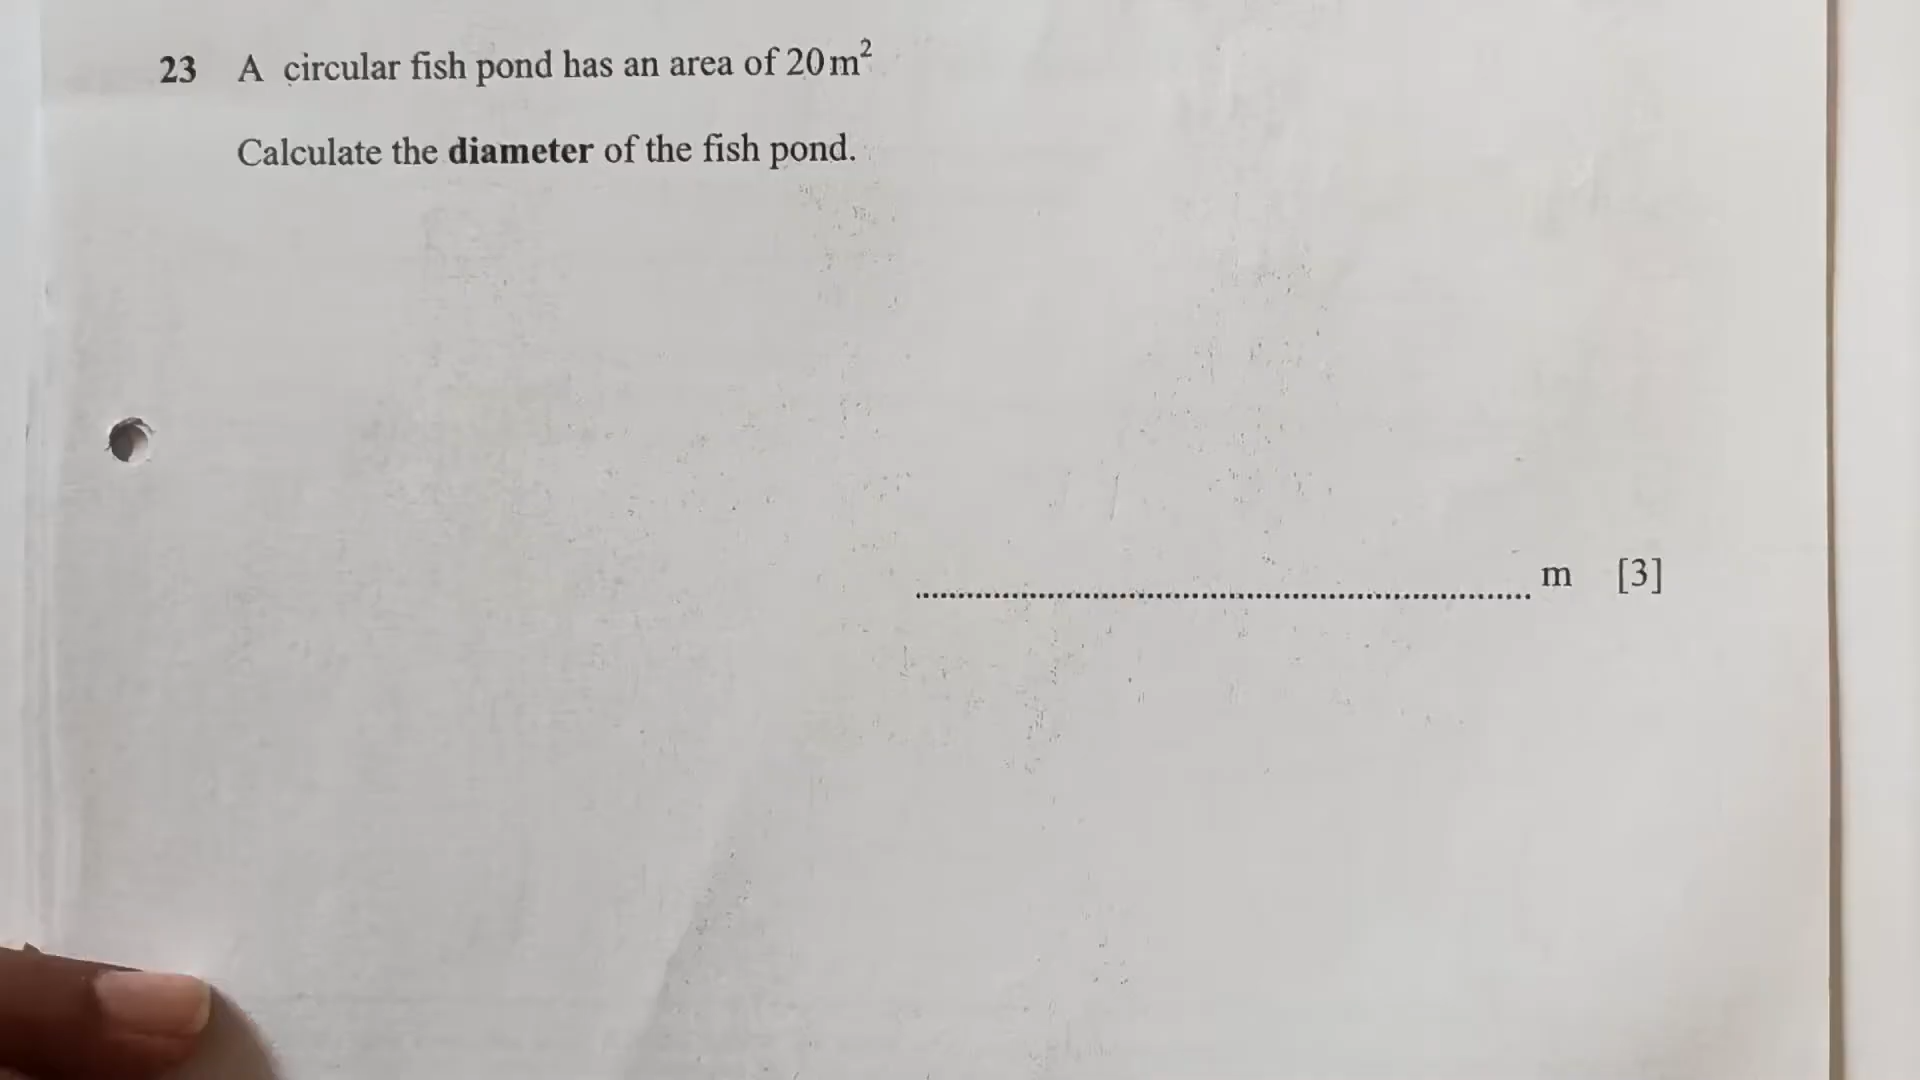 23 A circular fish pond has an area of 20 m²
Calculate the diameter of the fish pond.
........................................................................ m [3]